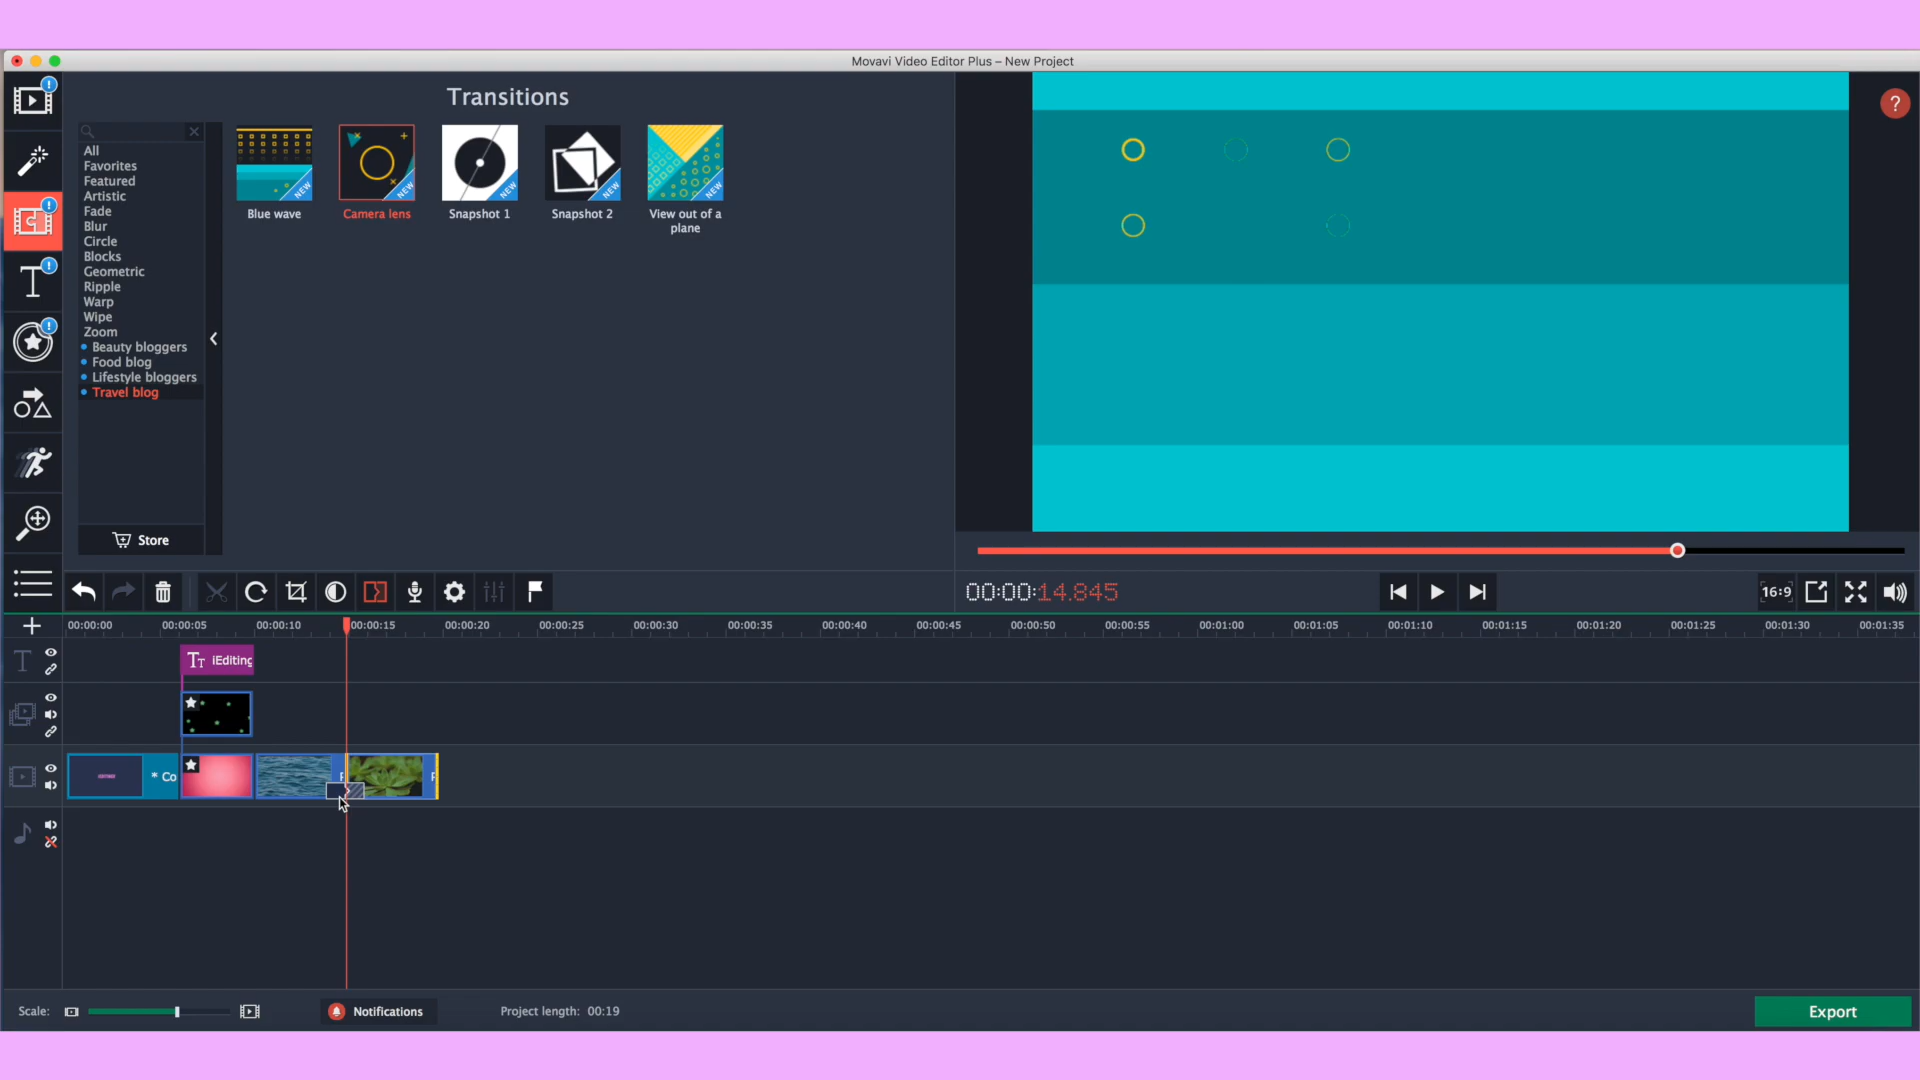 Movavi Video Editor Plus – New Project
Transitions
?
All
Favorites
Featured
Artistic
Fade
Blur
Circle
Blocks
Geometric
Ripple
Warp
Wipe
Zoom
Beauty bloggers
Food blog
Lifestyle bloggers
Travel blog
Store
NEW
NEW
NEW
NEW
NEW
Blue wave
Camera lens
Snapshot 1
Snapshot 2
View out of a
plane
00:00:14.845
16:9
00:00:00
00:00:05
00:00:10
00:00:15
00:00:20
00:00:25
00:00:30
00:00:35
00:00:40
00:00:45
00:00:50
00:00:55
00:01:00
00:01:05
00:01:10
00:01:15
00:01:20
00:01:25
00:01:30
00:01:35
iEditing
* Co
Scale:
Notifications
Project length: 00:19
Export